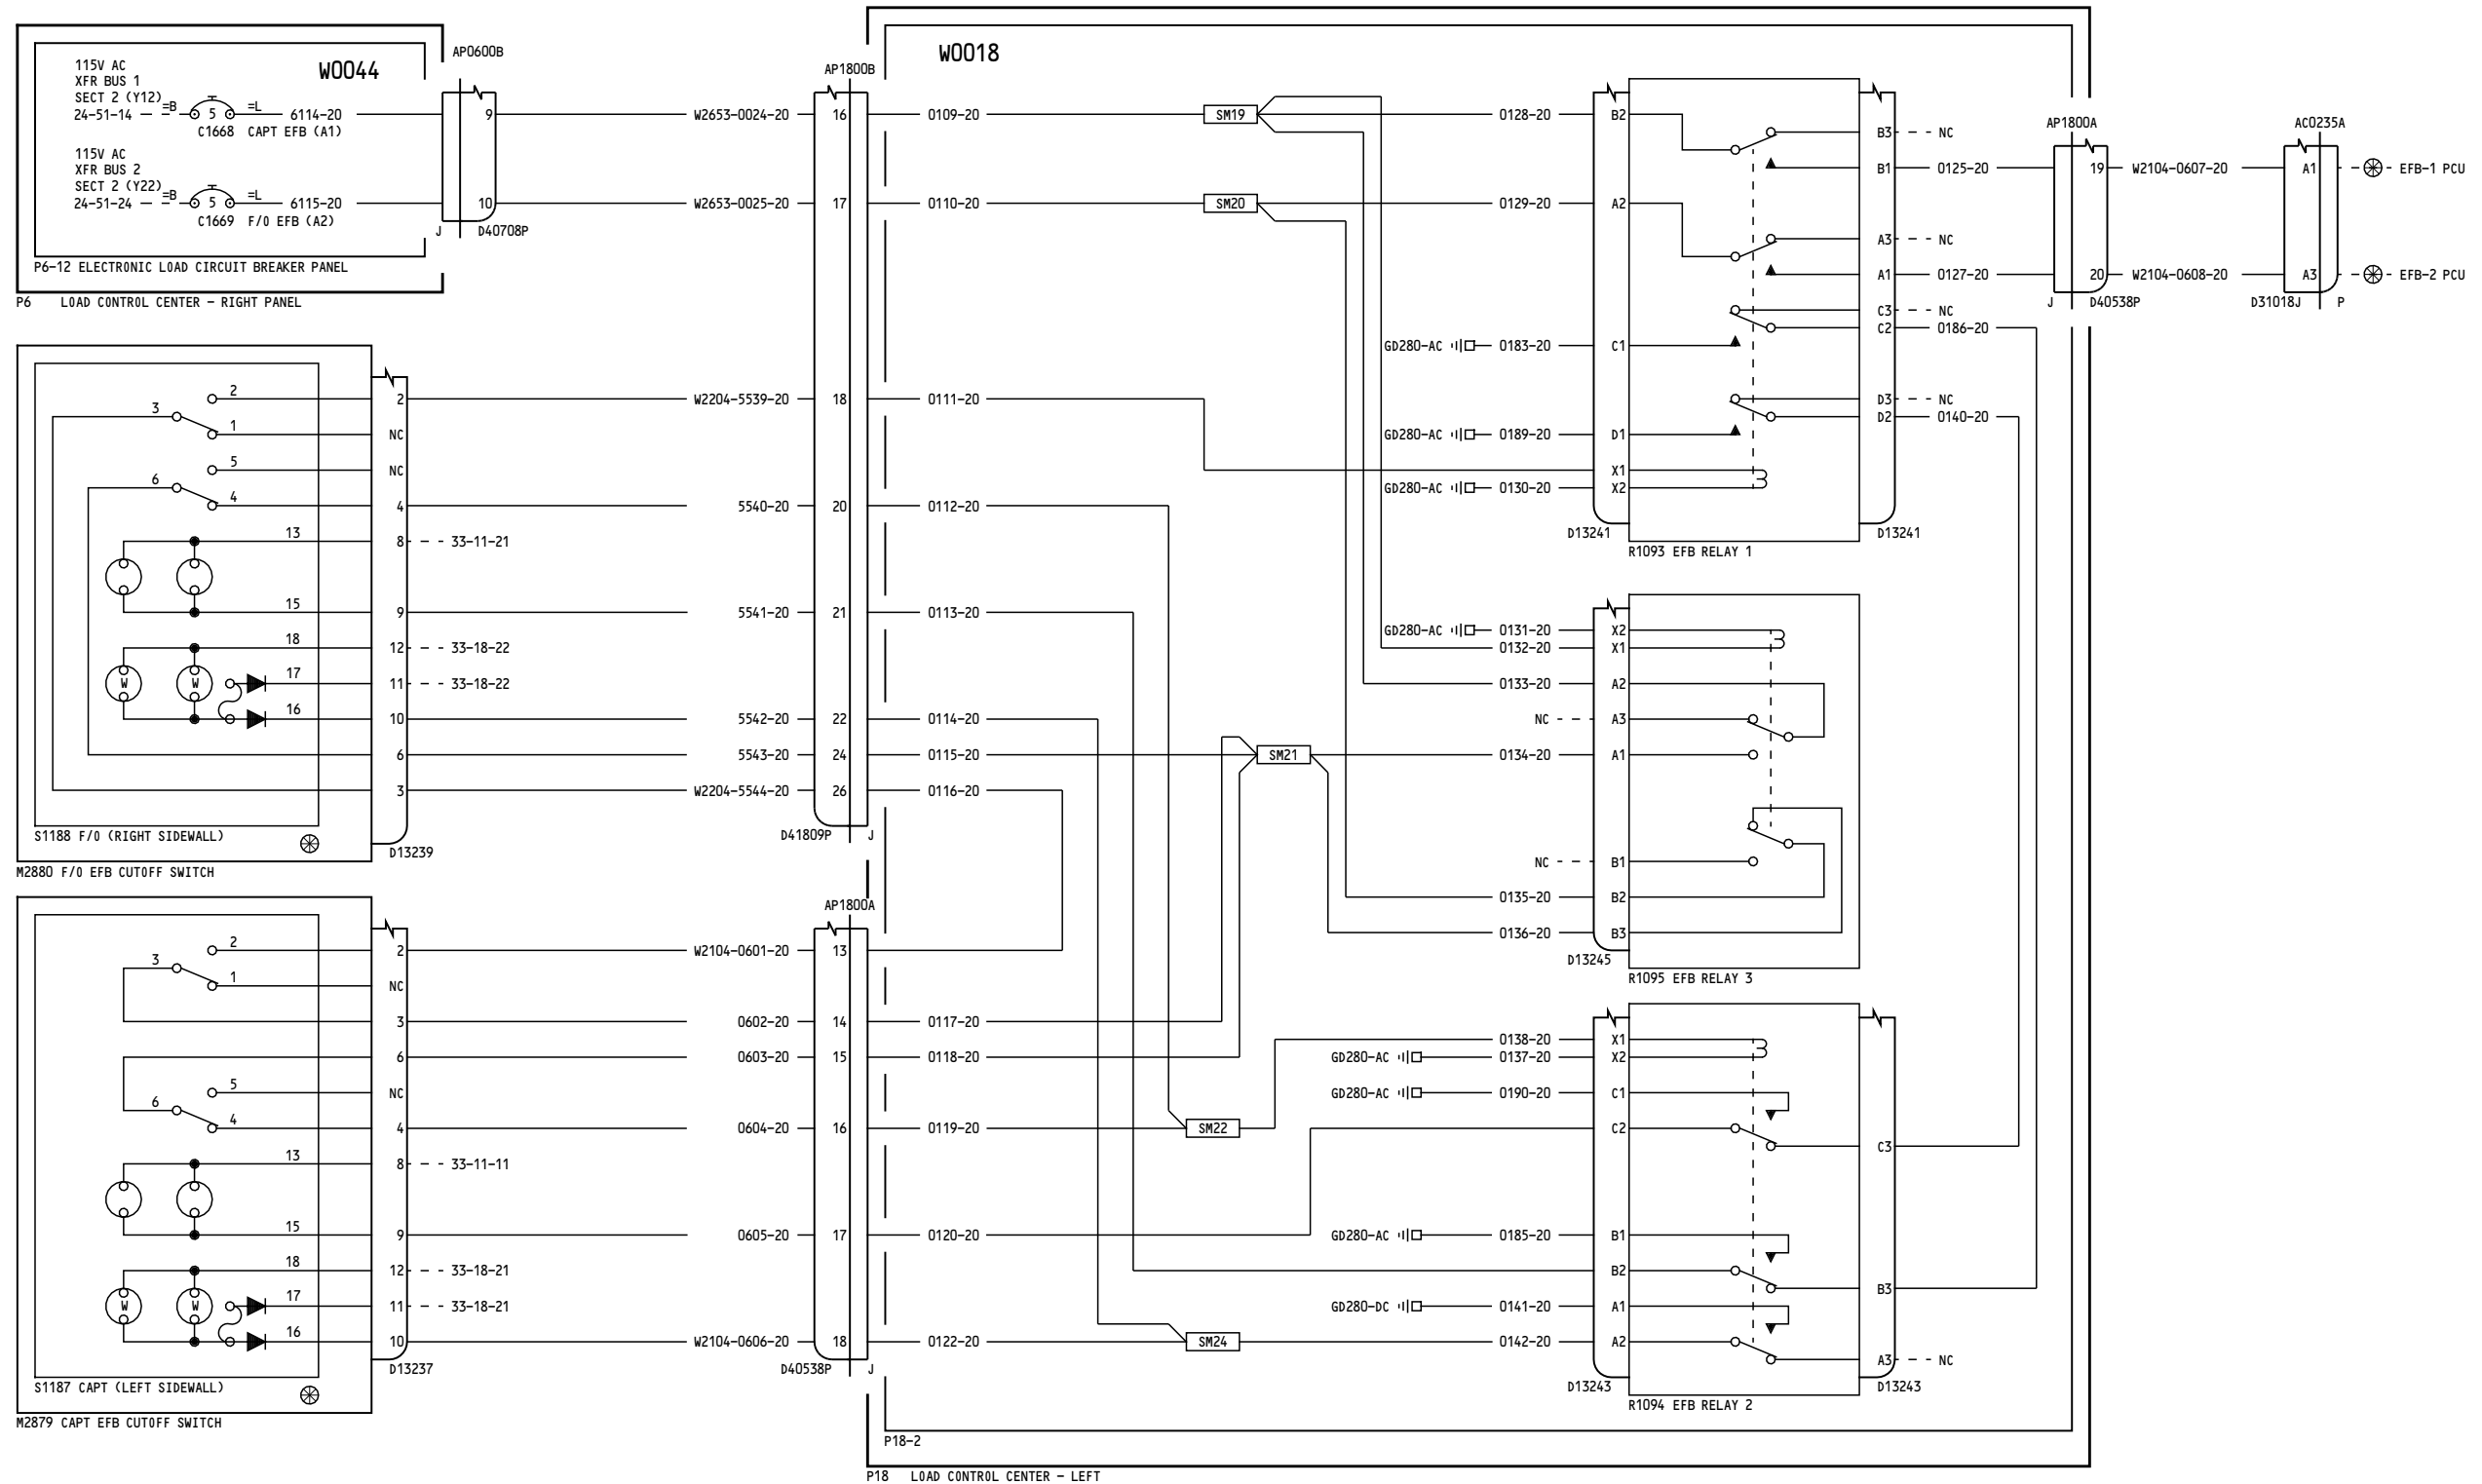 W0044
115V AC
XFR BUS 1
SECT 2 (Y12)
24-51-14
=B
5
=L
6114-20
C1668 CAPT EFB (A1)
115V AC
XFR BUS 2
SECT 2 (Y22)
24-51-24
=B
5
=L
6115-20
C1669 F/O EFB (A2)
P6-12 ELECTRONIC LOAD CIRCUIT BREAKER PANEL
P6 LOAD CONTROL CENTER - RIGHT PANEL
AP0600B
9
10
J D40708P
W2653-0024-20
W2653-0025-20
2
3
1
5
6
4
13
15
18
W W
17
16
S1188 F/O (RIGHT SIDEWALL)
M2880 F/O EFB CUTOFF SWITCH
2
NC
NC
4
8 33-11-21
9
12 33-18-22
11 33-18-22
10
6
3
D13239
W2204-5539-20
5540-20
5541-20
5542-20
5543-20
W2204-5544-20
2
3
1
5
6
4
13
15
18
W W
17
16
S1187 CAPT (LEFT SIDEWALL)
M2879 CAPT EFB CUTOFF SWITCH
2
NC
3
6
NC
4
8 33-11-11
9
12 33-18-21
11 33-18-21
10
D13237
W2104-0601-20
0602-20
0603-20
0604-20
0605-20
W2104-0606-20
AP1800B
16
17
18
20
21
22
24
26
D41809P J
AP1800A
13
14
15
16
17
18
D40538P J
W0018
0109-20
0110-20
0111-20
0112-20
0113-20
0114-20
0115-20
0116-20
0117-20
0118-20
0119-20
0120-20
0122-20
SM19
SM20
SM21
SM22
SM24
0128-20 B2
0129-20 A2
GD280-AC 0183-20 C1
GD280-AC 0189-20 D1
X1
GD280-AC 0130-20 X2
D13241
R1093 EFB RELAY 1
B3 NC
B1 0125-20
A3 NC
A1 0127-20
C3 NC
C2 0186-20
D3 NC
D2 0140-20
D13241
GD280-AC 0131-20 X2
0132-20 X1
0133-20 A2
NC A3
0134-20 A1
NC B1
0135-20 B2
0136-20 B3
D13245
R1095 EFB RELAY 3
0138-20 X1
GD280-AC 0137-20 X2
GD280-AC 0190-20 C1
C2
GD280-AC 0185-20 B1
B2
GD280-DC 0141-20 A1
0142-20 A2
D13243
R1094 EFB RELAY 2
C3
B3
A3 NC
D13243
AP1800A
19
20
J D40538P
W2104-0607-20
W2104-0608-20
AC0235A
A1 EFB-1 PCU
A3 EFB-2 PCU
D31018J P
P18-2
P18 LOAD CONTROL CENTER - LEFT